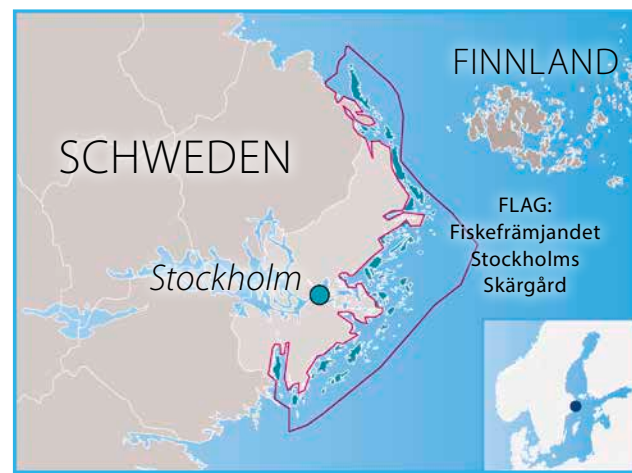 FINNLAND
SCHWEDEN
FLAG:
Fiskefrämjandet
Stockholms
Skärgård
Stockholm